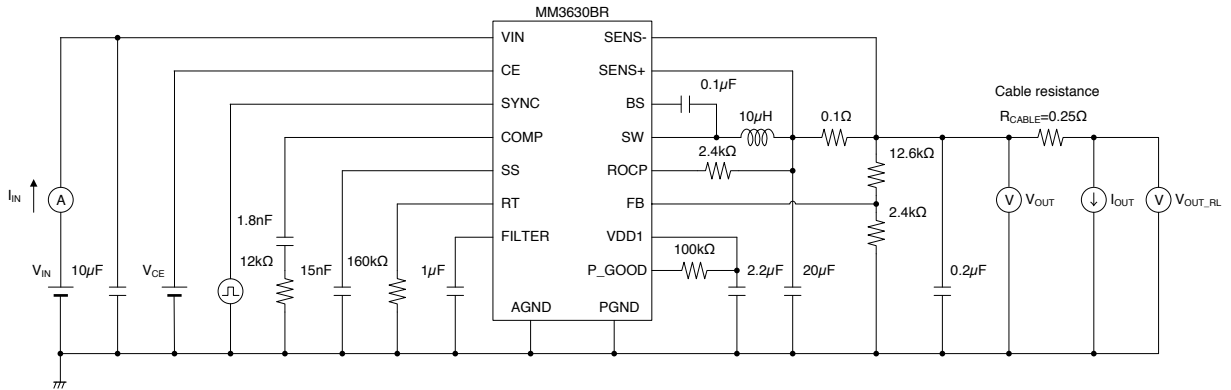 MM3630BR
VIN
CE
SYNC
COMP
SS
RT
FILTER
AGND
PGND
SENS-
SENS+
BS
SW
ROCP
FB
VDD1
P_GOOD
IIN
A
VIN
10µF
VCE
1.8nF
12kΩ
15nF
160kΩ
1µF
0.1µF
10µH
0.1Ω
2.4kΩ
12.6kΩ
2.4kΩ
100kΩ
2.2µF
20µF
0.2µF
Cable resistance
RCABLE=0.25Ω
V
VOUT
IOUT
V
VOUT_RL